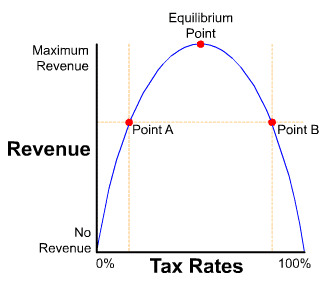 Equilibrium
Point
Maximum
Revenue
Point A
Point B
Revenue
No
Revenue
0%
Tax Rates
100%